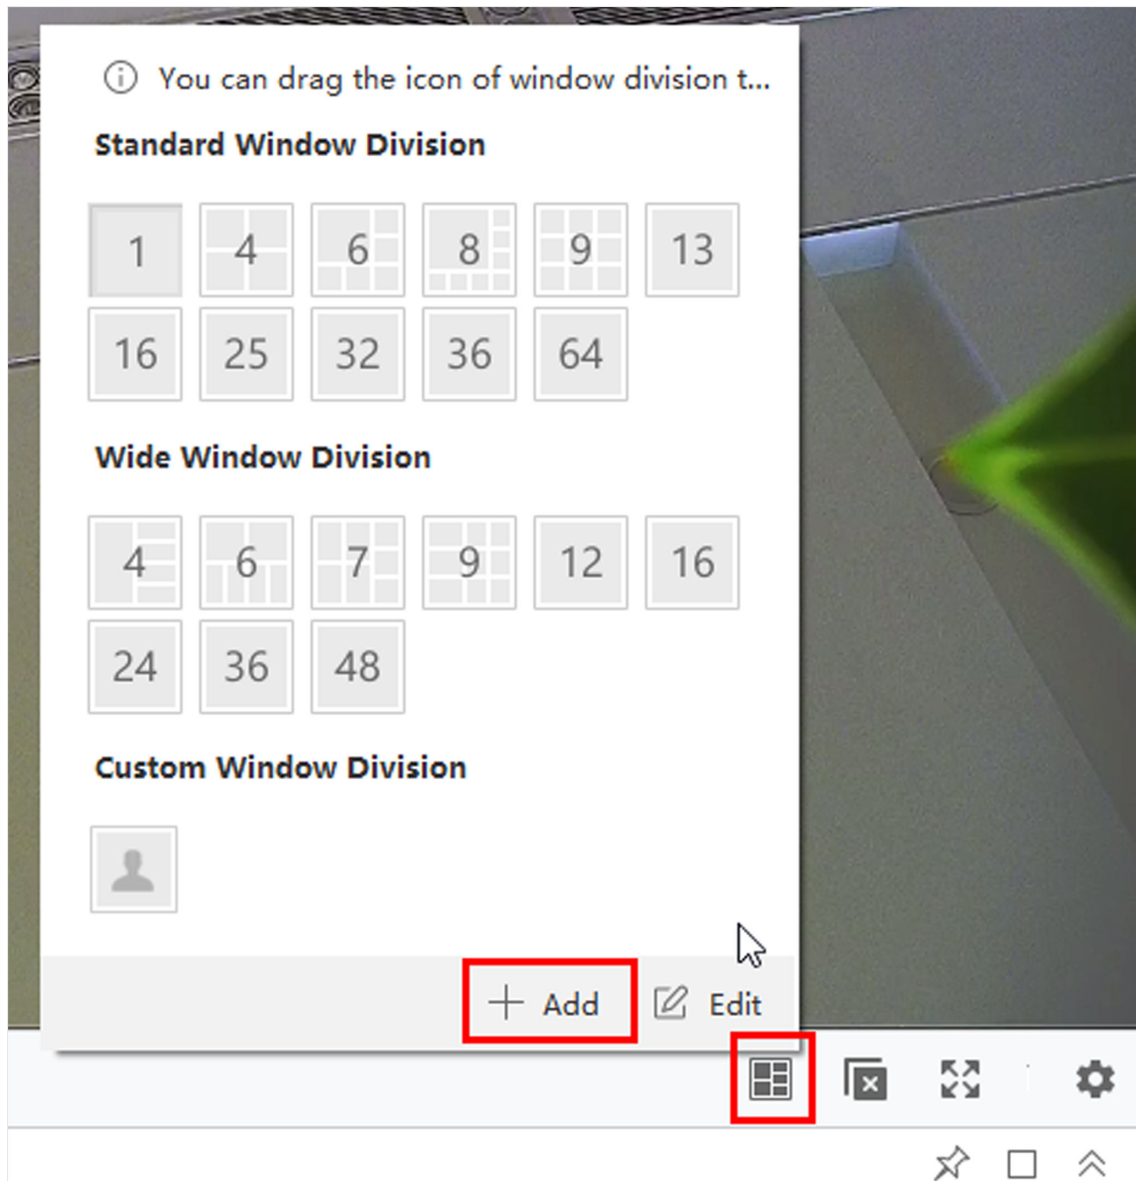 You can drag the icon of window division t...
Standard Window Division
1 4 6 8 9 13
16 25 32 36 64
Wide Window Division
4 6 7 9 12 16
24 36 48
Custom Window Division
Add Edit